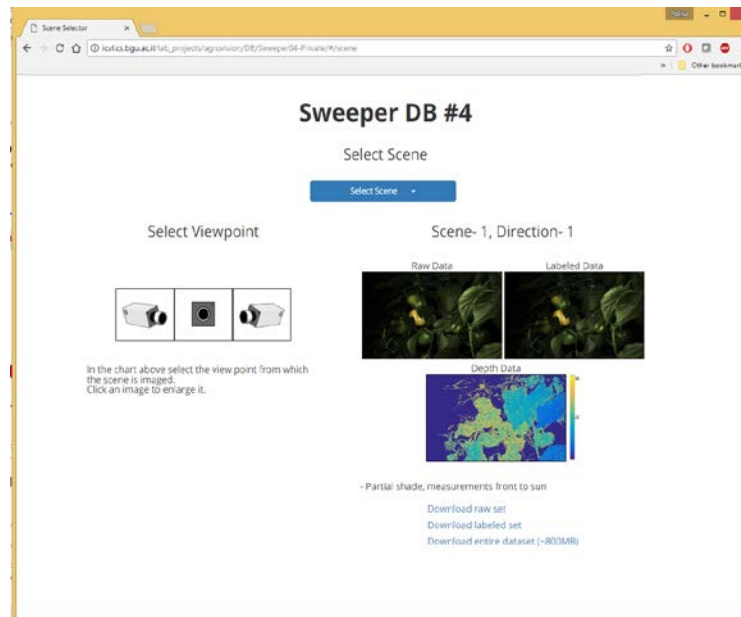 Scene Selector
icvl.cs.bgu.ac.il/lab_projects/agrovision/DB/Sweeper04-Private/#/scene
» Other bookmark
Sweeper DB #4
Select Scene
Select Scene
Select Viewpoint
Scene- 1, Direction- 1
Raw Data
Labeled Data
In the chart above select the view point from which
the scene is imaged.
Click an image to enlarge it.
Depth Data
- Partial shade, measurements front to sun
Download raw set
Download labeled set
Download entire dataset (~800MB)